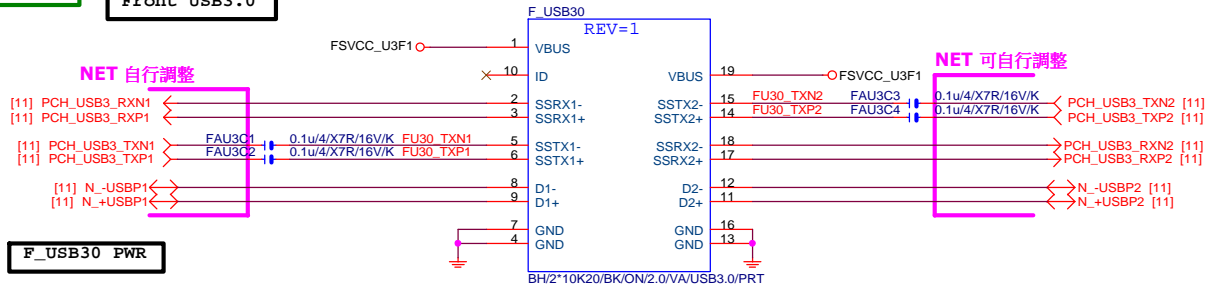 Front USB3.0
F_USB30
REV=1
FSVCC_U3F1
1
VBUS
NET 自行調整
10
ID
VBUS
19
FSVCC_U3F1
NET 可自行調整
[11] PCH_USB3_RXN1
2
SSRX1-
SSTX2-
15
FU30_TXN2
FAU3C3
0.1u/4/X7R/16V/K
PCH_USB3_TXN2 [11]
[11] PCH_USB3_RXP1
3
SSRX1+
SSTX2+
14
FU30_TXP2
FAU3C4
0.1u/4/X7R/16V/K
PCH_USB3_TXP2 [11]
[11] PCH_USB3_TXN1
FAU3C1
0.1u/4/X7R/16V/K
FU30_TXN1
5
SSTX1-
SSRX2-
18
PCH_USB3_RXN2 [11]
[11] PCH_USB3_TXP1
FAU3C2
0.1u/4/X7R/16V/K
FU30_TXP1
6
SSTX1+
SSRX2+
17
PCH_USB3_RXP2 [11]
[11] N_-USBP1
8
D1-
D2-
12
N_-USBP2 [11]
[11] N_+USBP1
9
D1+
D2+
11
N_+USBP2 [11]
7
GND
GND
16
4
GND
GND
13
F_USB30 PWR
BH/2*10K20/BK/ON/2.0/VA/USB3.0/PRT